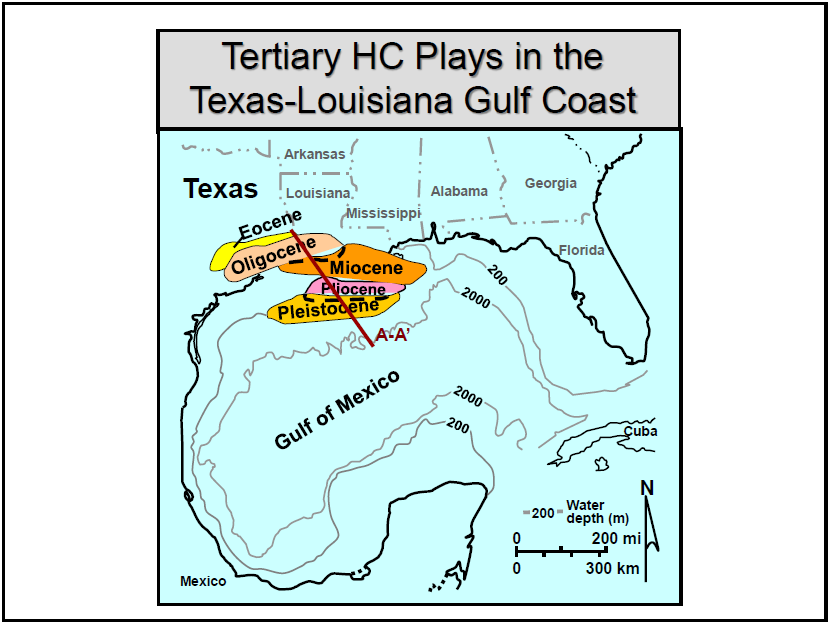 Tertiary HC Plays in the
Texas-Louisiana Gulf Coast
Arkansas
Texas
Louisiana
Alabama
Georgia
Mississippi
Eocene
Florida
Oligocene
Miocene
200
Pliocene
2000
Pleistocene
A-A’
Gulf of Mexico
2000
200
Cuba
N
200
Water
depth (m)
0 200 mi
0 300 km
Mexico